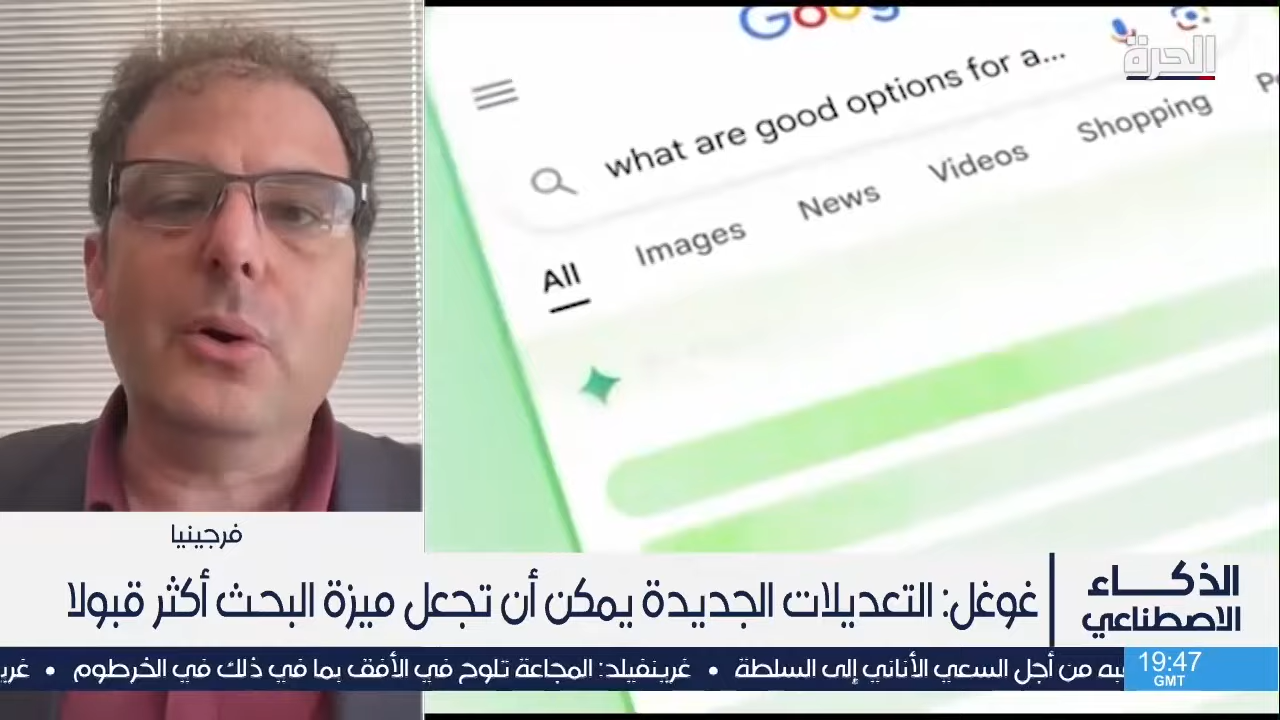 Goog
الحرة
what are good options for a...
All Images News Videos Shopping
فرجينيا
الذكاء
الاصطناعي
غوغل: التعديلات الجديدة يمكن أن تجعل ميزة البحث أكثر قبولا
من أجل السعي الأناني إلى السلطة • غرينفيلد: المجاعة تلوح في الأفق بما في ذلك في الخرطوم •
19:47
GMT